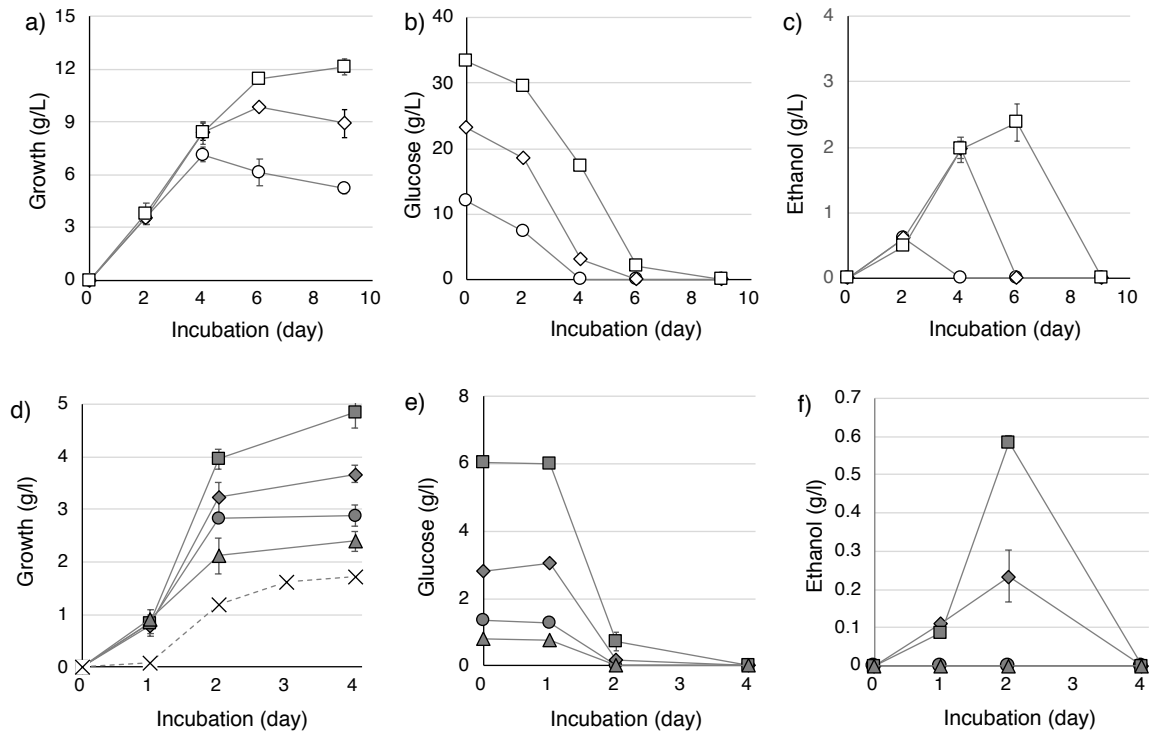 a)
15
12
9
6
3
0
Growth (g/L)
0 2 4 6 8 10
Incubation (day)
b)
40
30
20
10
0
Glucose (g/L)
0 2 4 6 8 10
Incubation (day)
c)
4
3
2
1
0
Ethanol (g/L)
0 2 4 6 8 10
Incubation (day)
d)
5
4
3
2
1
0
Growth (g/l)
0 1 2 3 4
Incubation (day)
e)
8
6
4
2
0
Glucose (g/l)
0 1 2 3 4
Incubation (day)
f)
0.7
0.6
0.5
0.4
0.3
0.2
0.1
0
Ethanol (g/l)
0 1 2 3 4
Incubation (day)